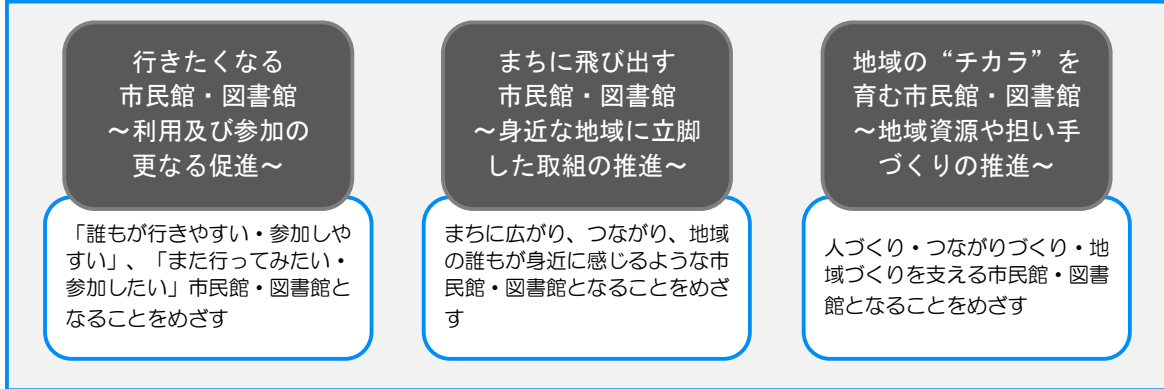 行きたくなる
市民館・図書館
～利用及び参加の
更なる促進～
「誰もが行きやすい・参加しや
すい」、「また行ってみたい・
参加したい」市民館・図書館と
なることをめざす
まちに飛び出す
市民館・図書館
～身近な地域に立脚
した取組の推進～
まちに広がり、つながり、地域
の誰もが身近に感じるような市
民館・図書館となることをめざ
す
地域の“チカラ”を
育む市民館・図書館
～地域資源や担い手
づくりの推進～
人づくり・つながりづくり・地
域づくりを支える市民館・図書
館となることをめざす